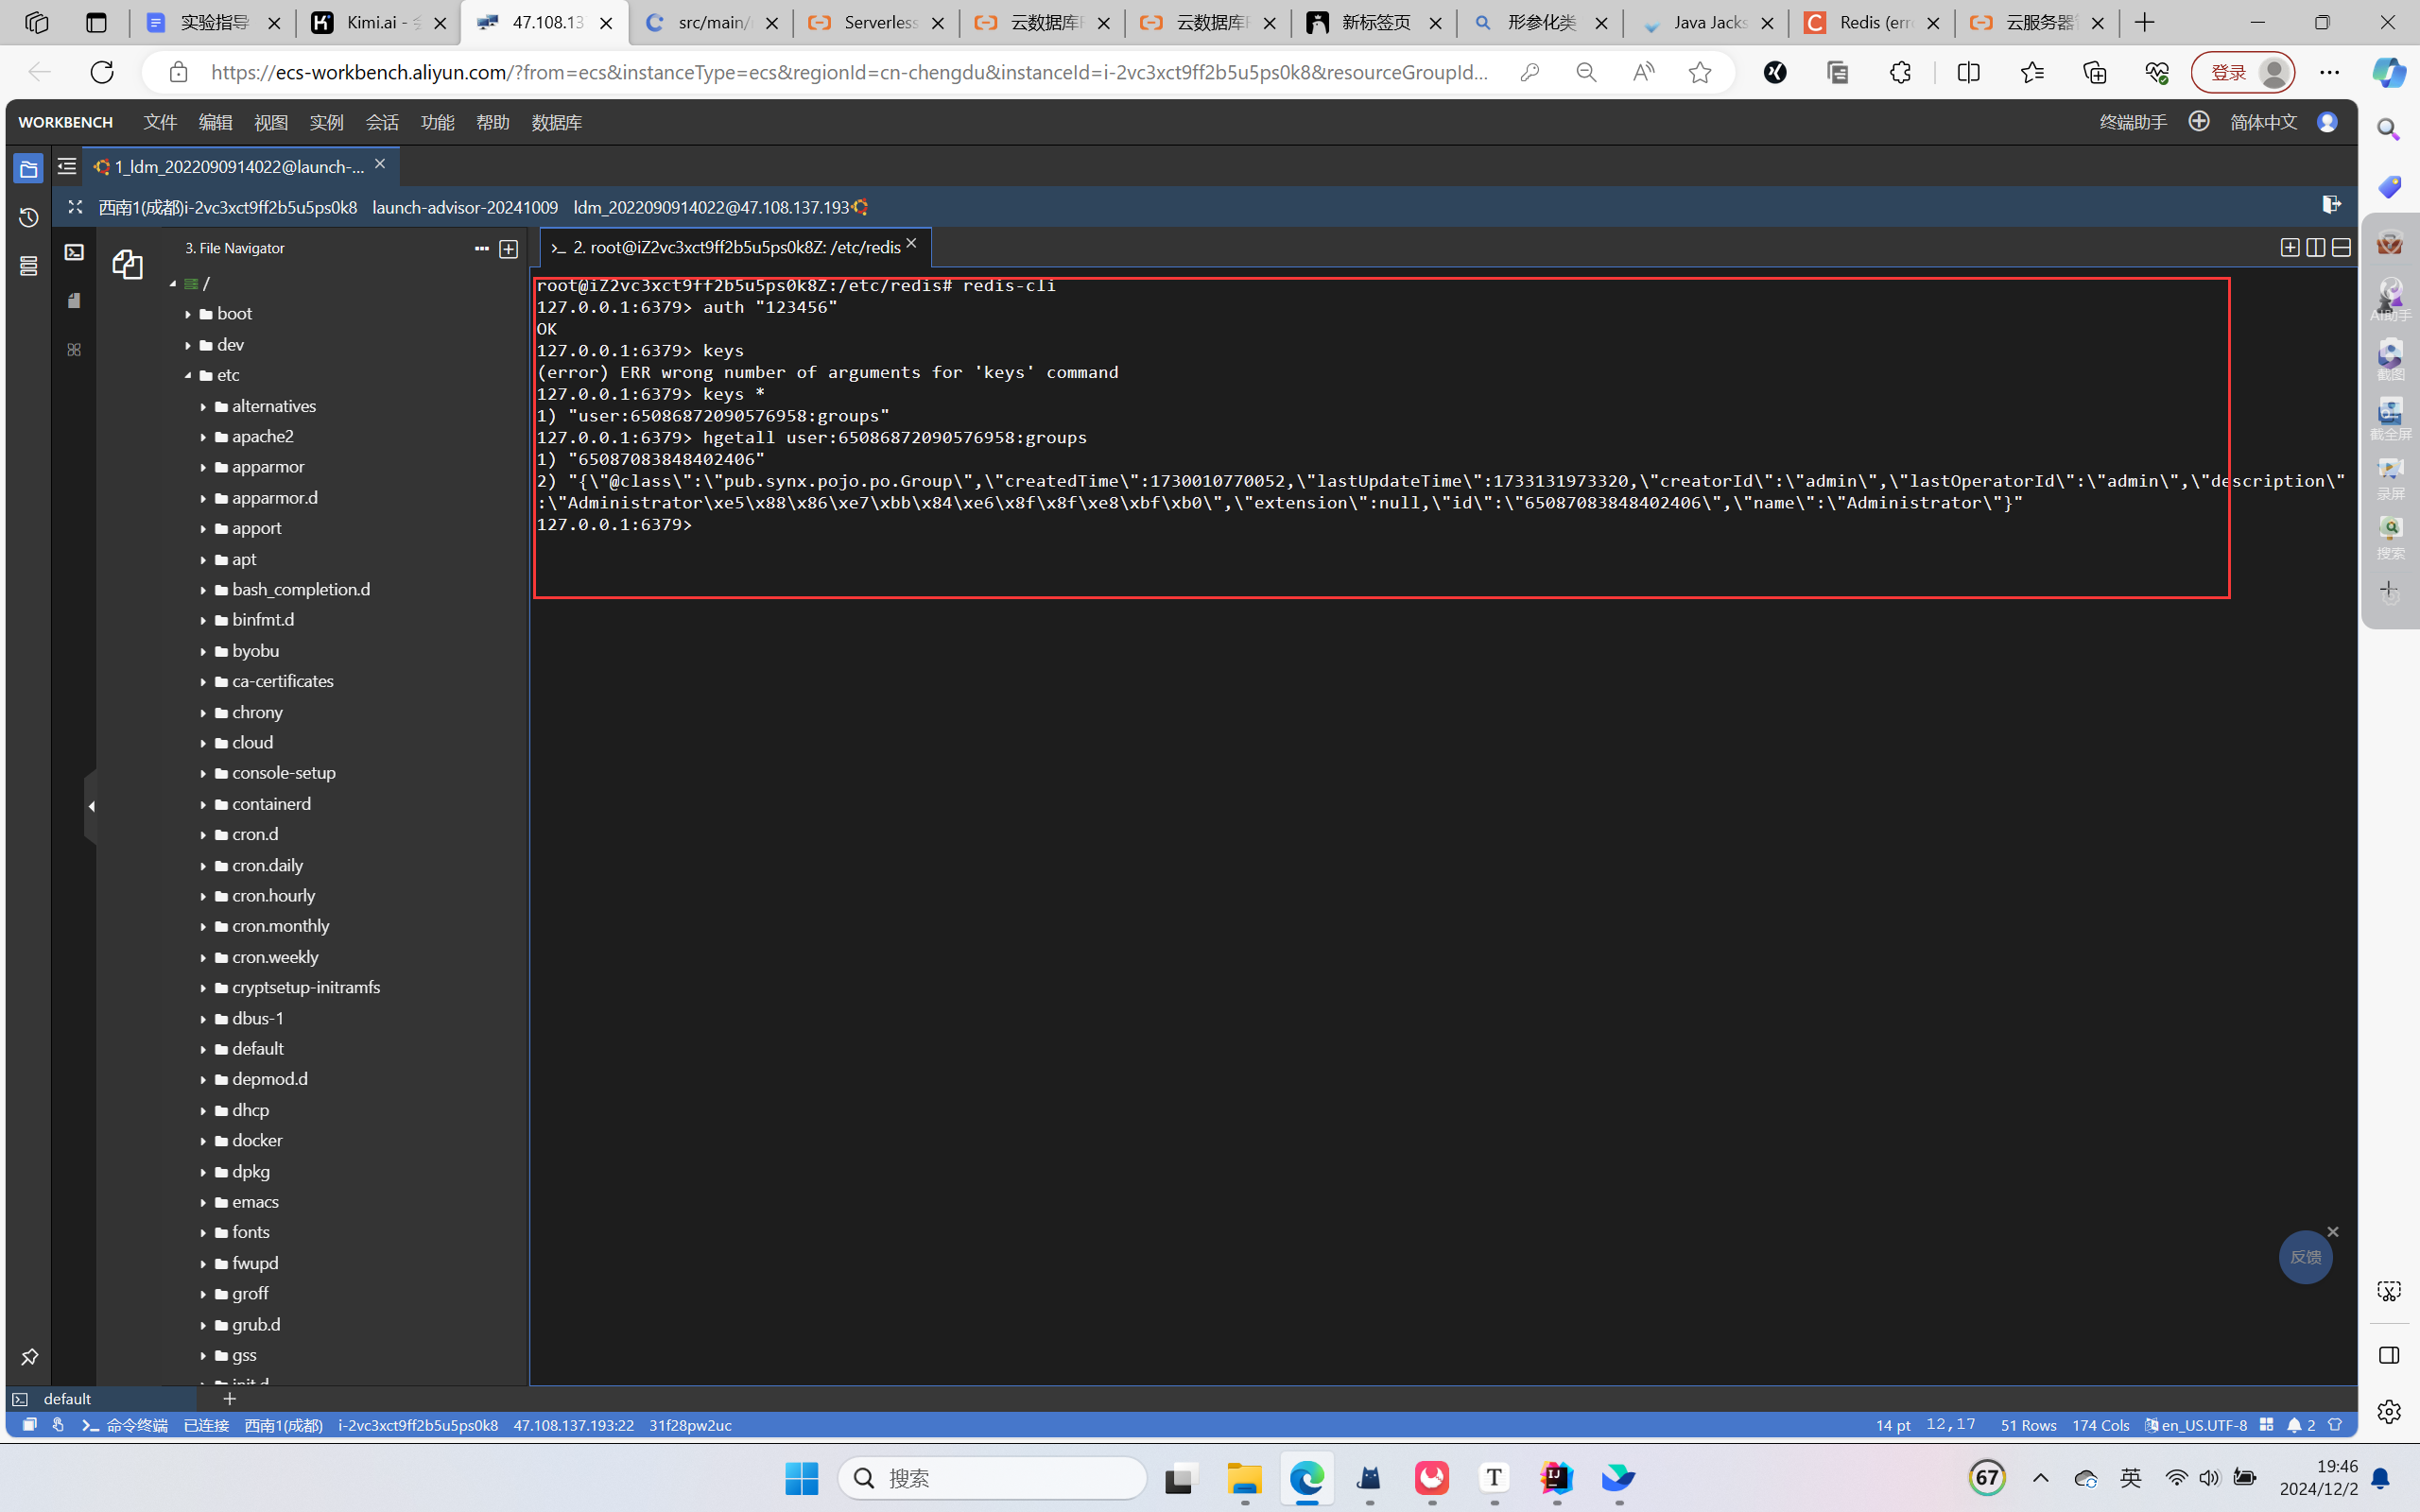 实验指导
Kimi.ai -
47.108.13
src/main/
Serverless
云数据库
云数据库
新标签页
形参化类
Java Jacks
Redis (erro
云服务器
https://ecs-workbench.aliyun.com/?from=ecs&instanceType=ecs&regionId=cn-chengdu&instanceId=i-2vc3xct9ff2b5u5ps0k8&resourceGroupId...
登录
WORKBENCH 文件 编辑 视图 实例 会话 功能 帮助 数据库
终端助手 简体中文
1_ldm_2022090914022@launch-...
西南1(成都)i-2vc3xct9ff2b5u5ps0k8 launch-advisor-20241009 ldm_2022090914022@47.108.137.193
3. File Navigator
>_ 2. root@iZ2vc3xct9ff2b5u5ps0k8Z: /etc/redis
/
boot
dev
etc
alternatives
apache2
apparmor
apparmor.d
apport
apt
bash_completion.d
binfmt.d
byobu
ca-certificates
chrony
cloud
console-setup
containerd
cron.d
cron.daily
cron.hourly
cron.monthly
cron.weekly
cryptsetup-initramfs
dbus-1
default
depmod.d
dhcp
docker
dpkg
emacs
fonts
fwupd
groff
grub.d
gss
init.d
root@iZ2vc3xct9ff2b5u5ps0k8Z:/etc/redis# redis-cli
127.0.0.1:6379> auth "123456"
OK
127.0.0.1:6379> keys
(error) ERR wrong number of arguments for 'keys' command
127.0.0.1:6379> keys *
1) "user:65086872090576958:groups"
127.0.0.1:6379> hgetall user:65086872090576958:groups
1) "65087083848402406"
2) "{\"@class\":\"pub.synx.pojo.po.Group\",\"createdTime\":1730010770052,\"lastUpdateTime\":1733131973320,\"creatorId\":\"admin\",\"lastOperatorId\":\"admin\",\"description\"
:\"Administrator\xe5\x88\x86\xe7\xbb\x84\xe6\x8f\x8f\xe8\xbf\xb0\",\"extension\":null,\"id\":\"65087083848402406\",\"name\":\"Administrator\"}"
127.0.0.1:6379>
AI助手
截图
截全屏
录屏
搜索
反馈
default
命令终端 已连接 西南1(成都) i-2vc3xct9ff2b5u5ps0k8 47.108.137.193:22 31f28pw2uc
14 pt 12,17 51 Rows 174 Cols en_US.UTF-8 2
搜索
67
英
19:46
2024/12/2